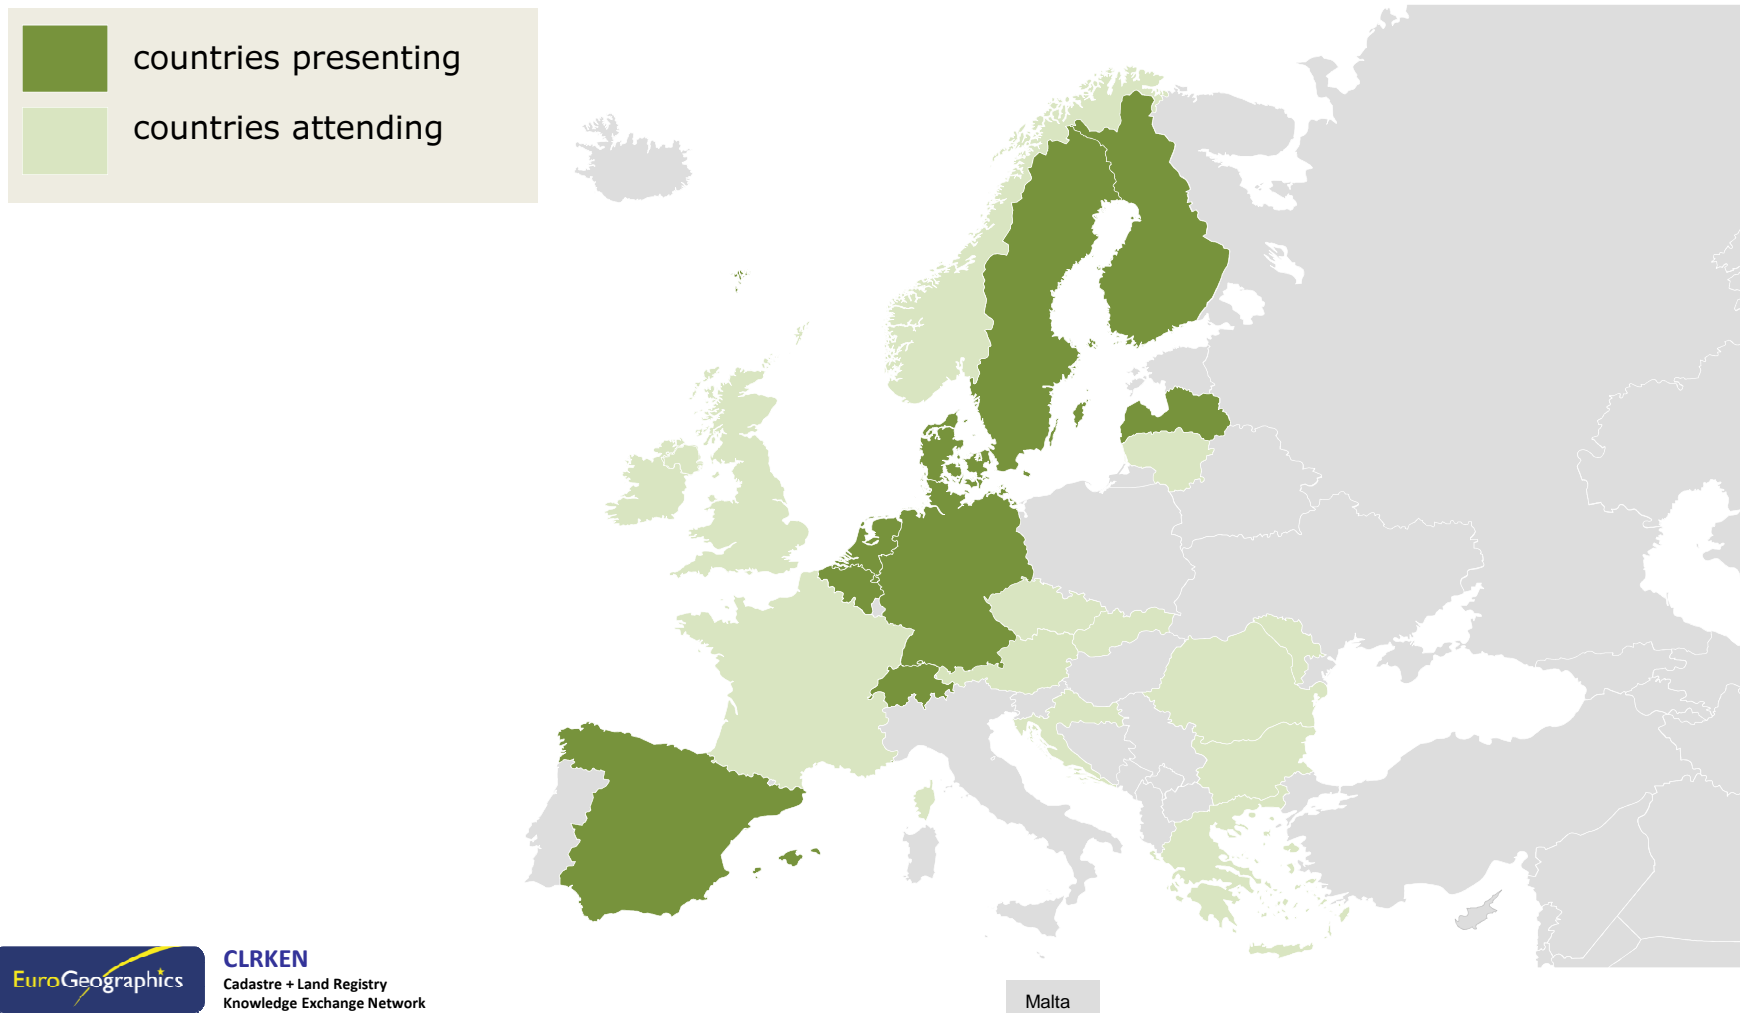 countries presenting
countries attending
EuroGeographics
CLRKEN
Cadastre + Land Registry
Knowledge Exchange Network
Malta